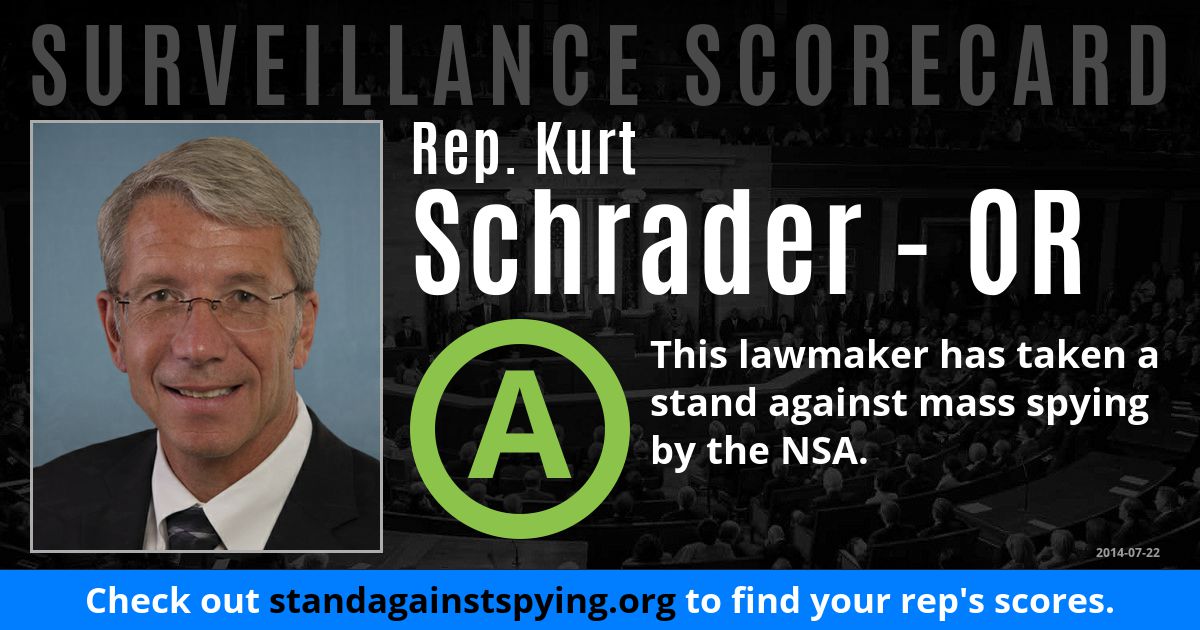 SURVEILLANCE SCORECARD
Rep. Kurt
Schrader - OR
A
This lawmaker has taken a
stand against mass spying
by the NSA.
2014-07-22
Check out standagainstspying.org to find your rep's scores.